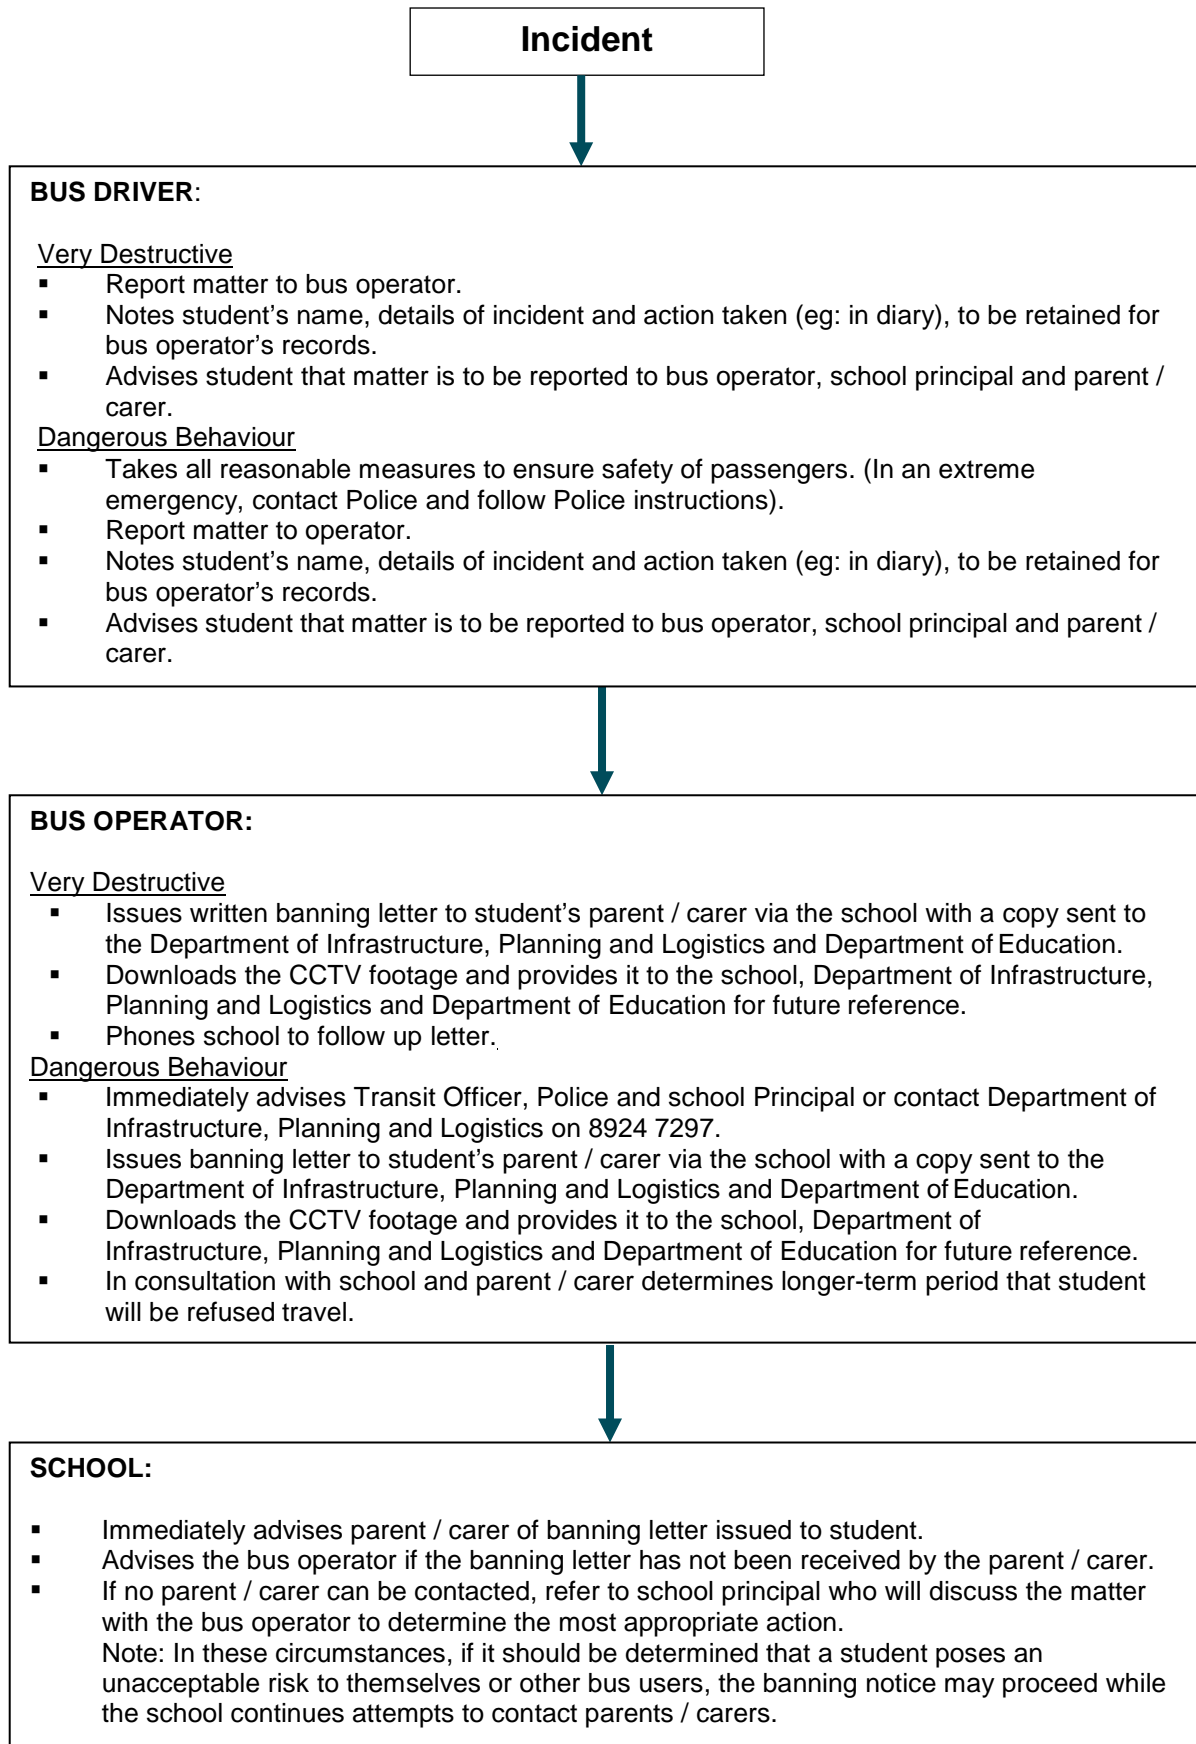 Incident
BUS DRIVER:
Very Destructive
▪ Report matter to bus operator.
▪ Notes student’s name, details of incident and action taken (eg: in diary), to be retained for
bus operator’s records.
▪ Advises student that matter is to be reported to bus operator, school principal and parent /
carer.
Dangerous Behaviour
▪ Takes all reasonable measures to ensure safety of passengers. (In an extreme
emergency, contact Police and follow Police instructions).
▪ Report matter to operator.
▪ Notes student’s name, details of incident and action taken (eg: in diary), to be retained for
bus operator’s records.
▪ Advises student that matter is to be reported to bus operator, school principal and parent /
carer.
BUS OPERATOR:
Very Destructive
▪ Issues written banning letter to student’s parent / carer via the school with a copy sent to
the Department of Infrastructure, Planning and Logistics and Department of Education.
▪ Downloads the CCTV footage and provides it to the school, Department of Infrastructure,
Planning and Logistics and Department of Education for future reference.
▪ Phones school to follow up letter.
Dangerous Behaviour
▪ Immediately advises Transit Officer, Police and school Principal or contact Department of
Infrastructure, Planning and Logistics on 8924 7297.
▪ Issues banning letter to student’s parent / carer via the school with a copy sent to the
Department of Infrastructure, Planning and Logistics and Department of Education.
▪ Downloads the CCTV footage and provides it to the school, Department of
Infrastructure, Planning and Logistics and Department of Education for future reference.
▪ In consultation with school and parent / carer determines longer-term period that student
will be refused travel.
SCHOOL:
▪ Immediately advises parent / carer of banning letter issued to student.
▪ Advises the bus operator if the banning letter has not been received by the parent / carer.
▪ If no parent / carer can be contacted, refer to school principal who will discuss the matter
with the bus operator to determine the most appropriate action.
Note: In these circumstances, if it should be determined that a student poses an
unacceptable risk to themselves or other bus users, the banning notice may proceed while
the school continues attempts to contact parents / carers.